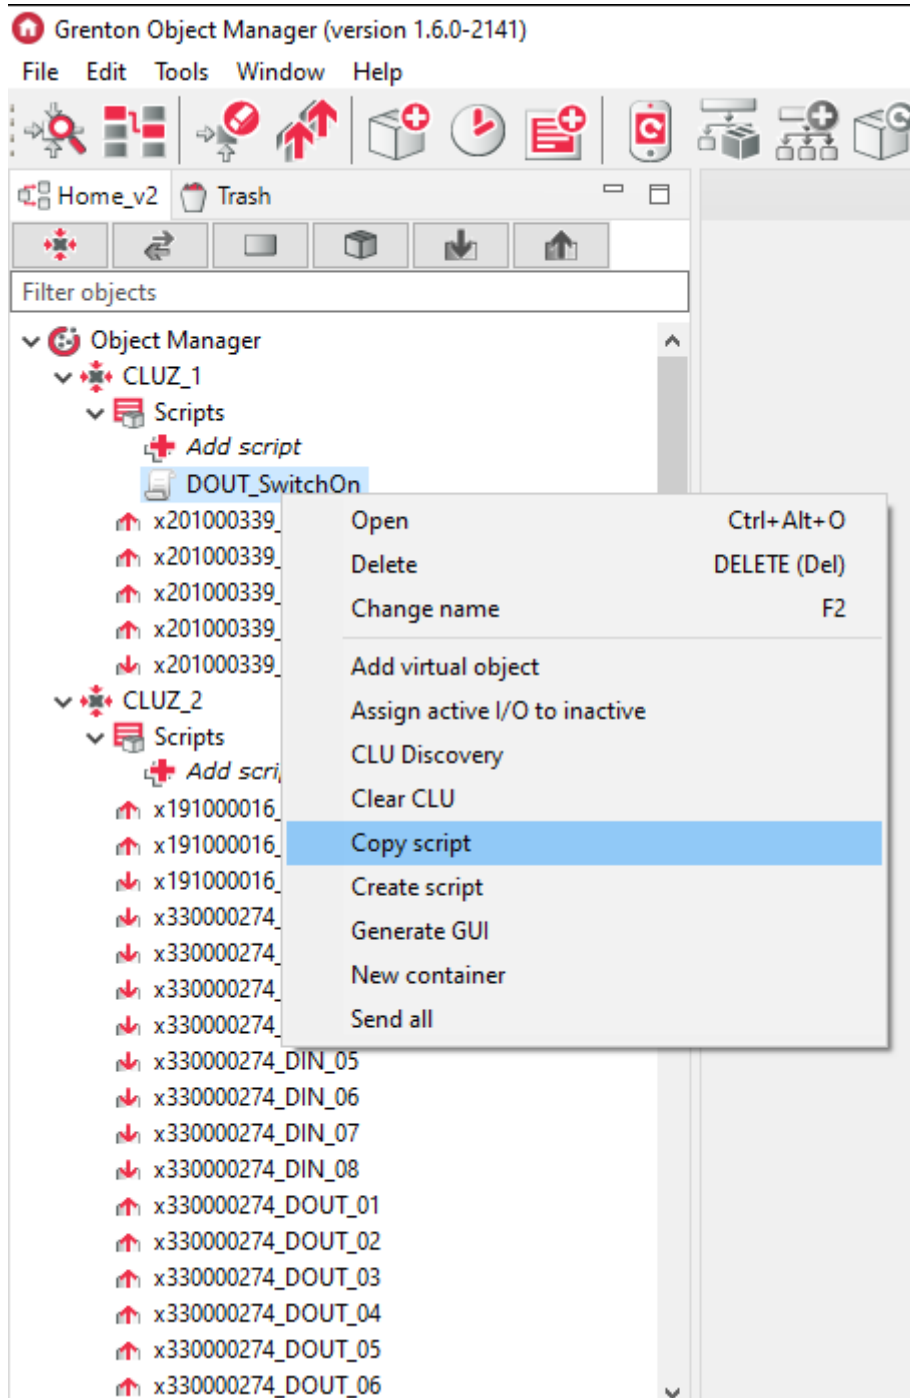 Grenton Object Manager (version 1.6.0-2141)
File Edit Tools Window Help
Home_v2 Trash
Filter objects
Object Manager
CLUZ_1
Scripts
Add script
DOUT_SwitchOn
x201000339_
x201000339_
x201000339_
x201000339_
x201000339_
CLUZ_2
Scripts
Add scri
x191000016_
x191000016_
x191000016_
x330000274_
x330000274_
x330000274_
x330000274_
x330000274_DIN_05
x330000274_DIN_06
x330000274_DIN_07
x330000274_DIN_08
x330000274_DOUT_01
x330000274_DOUT_02
x330000274_DOUT_03
x330000274_DOUT_04
x330000274_DOUT_05
x330000274_DOUT_06
Open Ctrl+Alt+O
Delete DELETE (Del)
Change name F2
Add virtual object
Assign active I/O to inactive
CLU Discovery
Clear CLU
Copy script
Create script
Generate GUI
New container
Send all